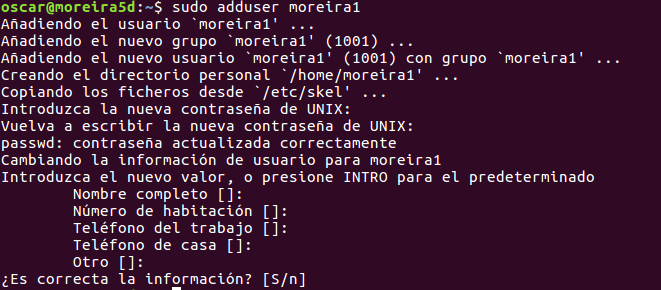 oscar@moreira5d:~$ sudo adduser moreira1
Añadiendo el usuario `moreira1' ...
Añadiendo el nuevo grupo `moreira1' (1001) ...
Añadiendo el nuevo usuario `moreira1' (1001) con grupo `moreira1' ...
Creando el directorio personal `/home/moreira1' ...
Copiando los ficheros desde `/etc/skel' ...
Introduzca la nueva contraseña de UNIX:
Vuelva a escribir la nueva contraseña de UNIX:
passwd: contraseña actualizada correctamente
Cambiando la información de usuario para moreira1
Introduzca el nuevo valor, o presione INTRO para el predeterminado
Nombre completo []:
Número de habitación []:
Teléfono del trabajo []:
Teléfono de casa []:
Otro []:
¿Es correcta la información? [S/n]